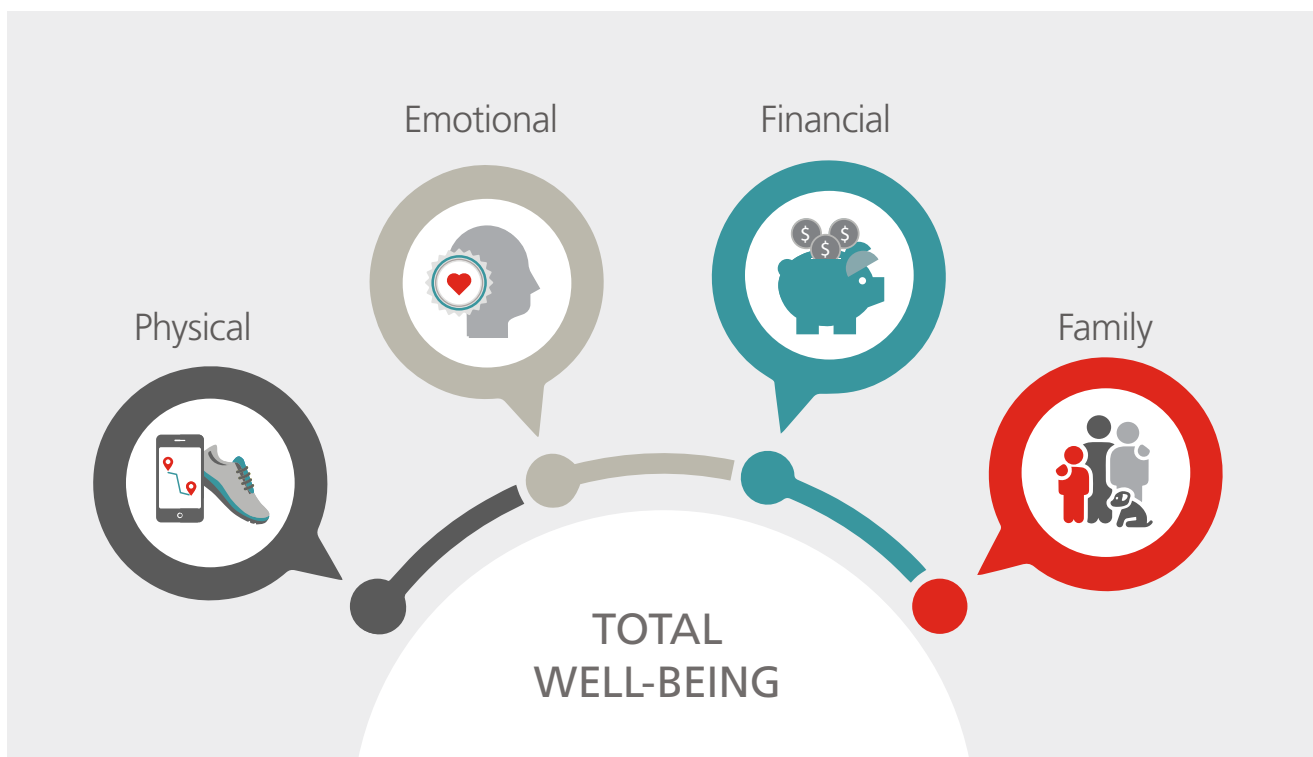 Emotional
Financial
Physical
Family
$
$
$
TOTAL
WELL-BEING